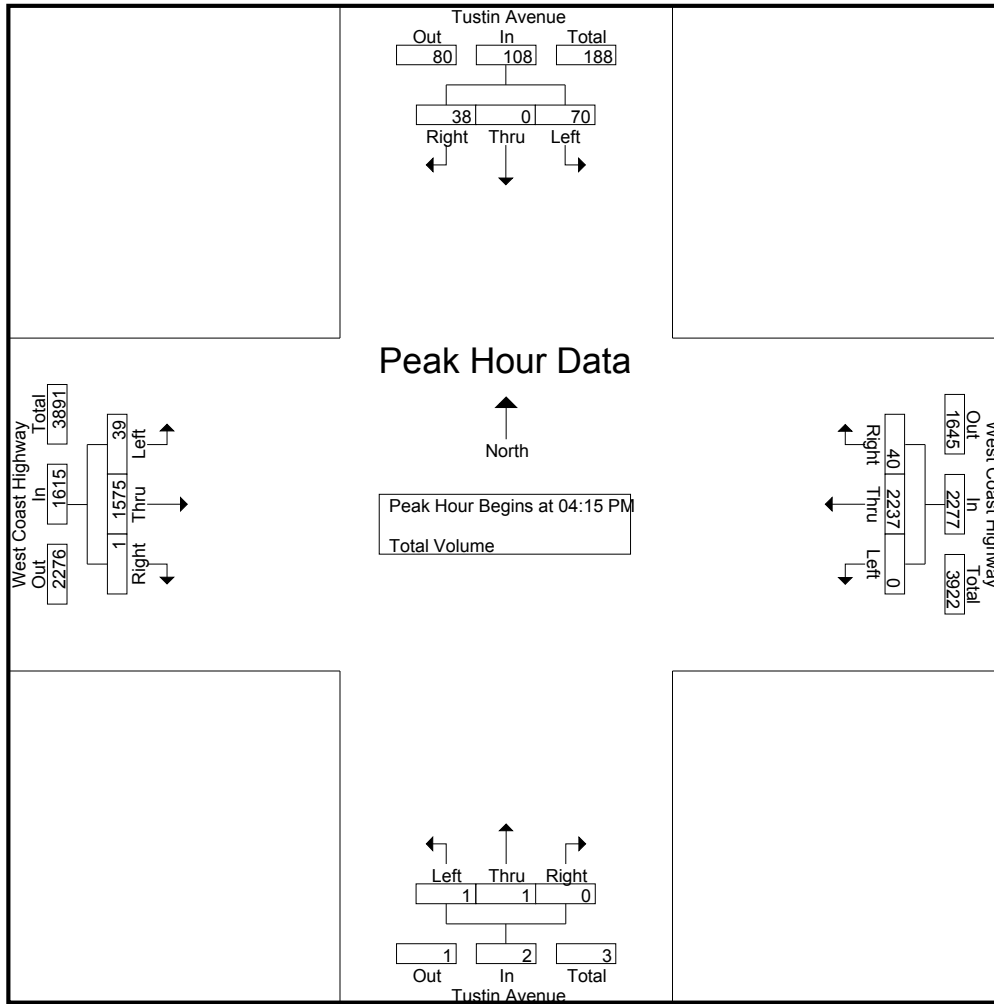 Tustin Avenue
Out In Total
80 108 188
38 0 70
Right Thru Left
Peak Hour Data
North
Peak Hour Begins at 04:15 PM
Total Volume
West Coast Highway
Total In Out
3891 1615 2276
39 1575 1
Left Thru Right
West Coast Highway
Out In Total
1645 2277 3922
40 2237 0
Right Thru Left
Left Thru Right
1 1 0
1 2 3
Out In Total
Tustin Avenue